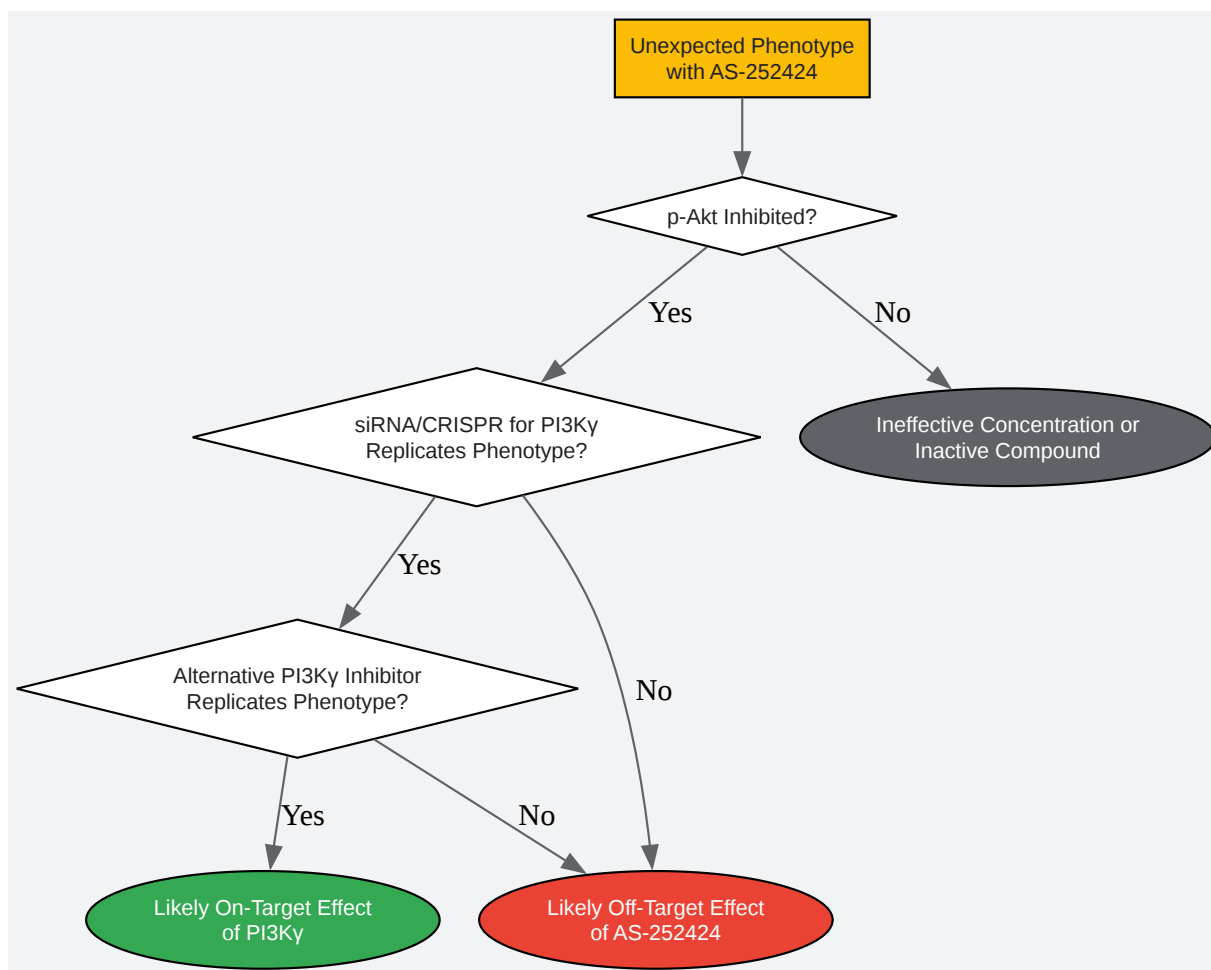 Unexpected Phenotype
with AS-252424
p-Akt Inhibited?
Yes
No
siRNA/CRISPR for PI3Kγ
Replicates Phenotype?
Ineffective Concentration or
Inactive Compound
Yes
Alternative PI3Kγ Inhibitor
Replicates Phenotype?
No
Yes
No
Likely On-Target Effect
of PI3Kγ
Likely Off-Target Effect
of AS-252424